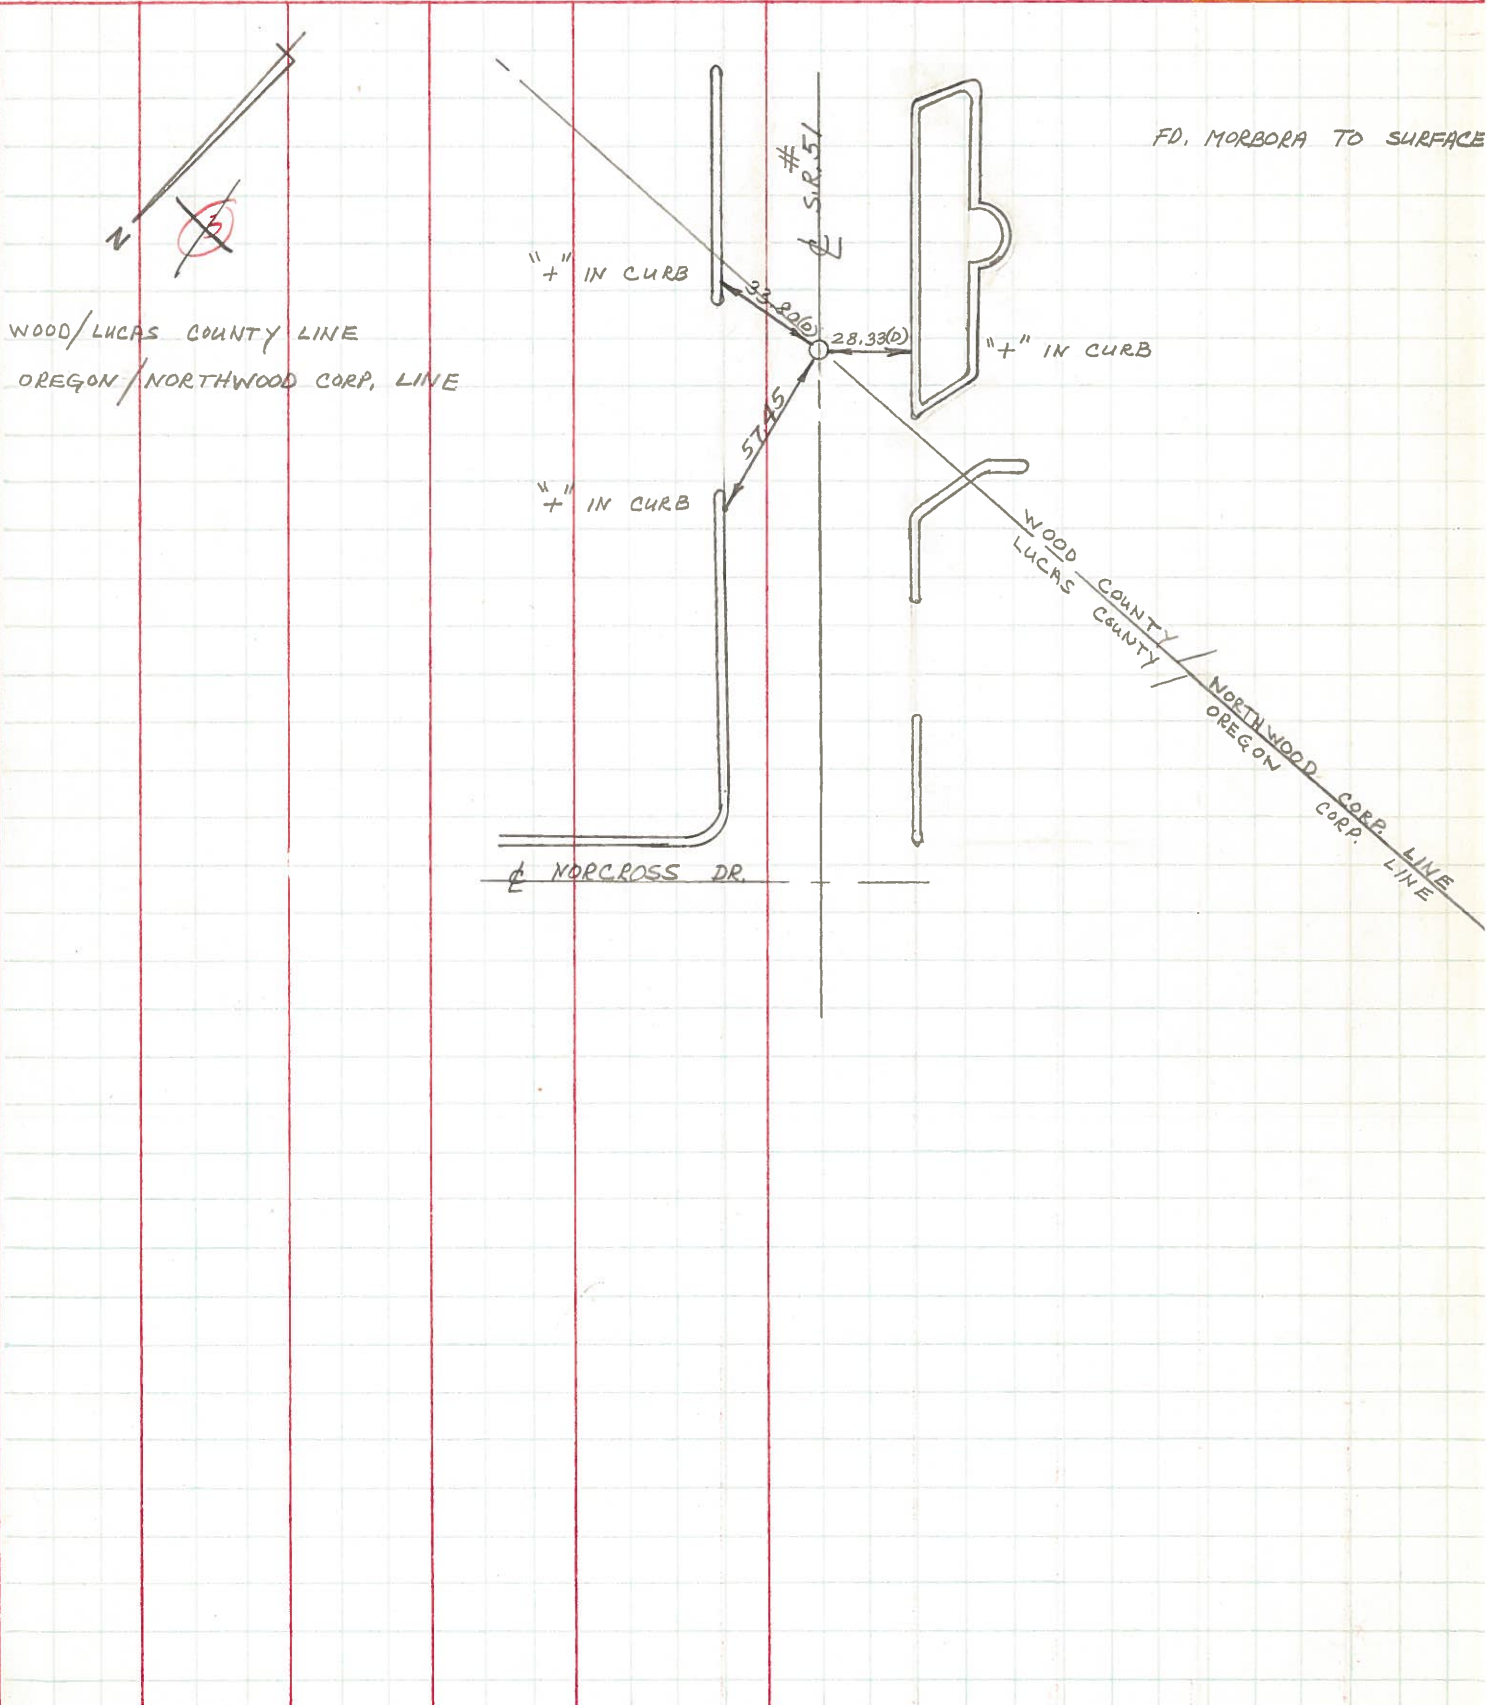 N
3
FD. MORBORA TO SURFACE
#
℄ S.R. 51
"+" IN CURB
33.80(D)
WOOD/LUCAS COUNTY LINE
28.33(D)
"+" IN CURB
OREGON/NORTHWOOD CORP. LINE
57.45
"+" IN CURB
WOOD COUNTY / NORTHWOOD CORP. LINE
LUCAS COUNTY / OREGON CORP. LINE
℄ NORCROSS DR.